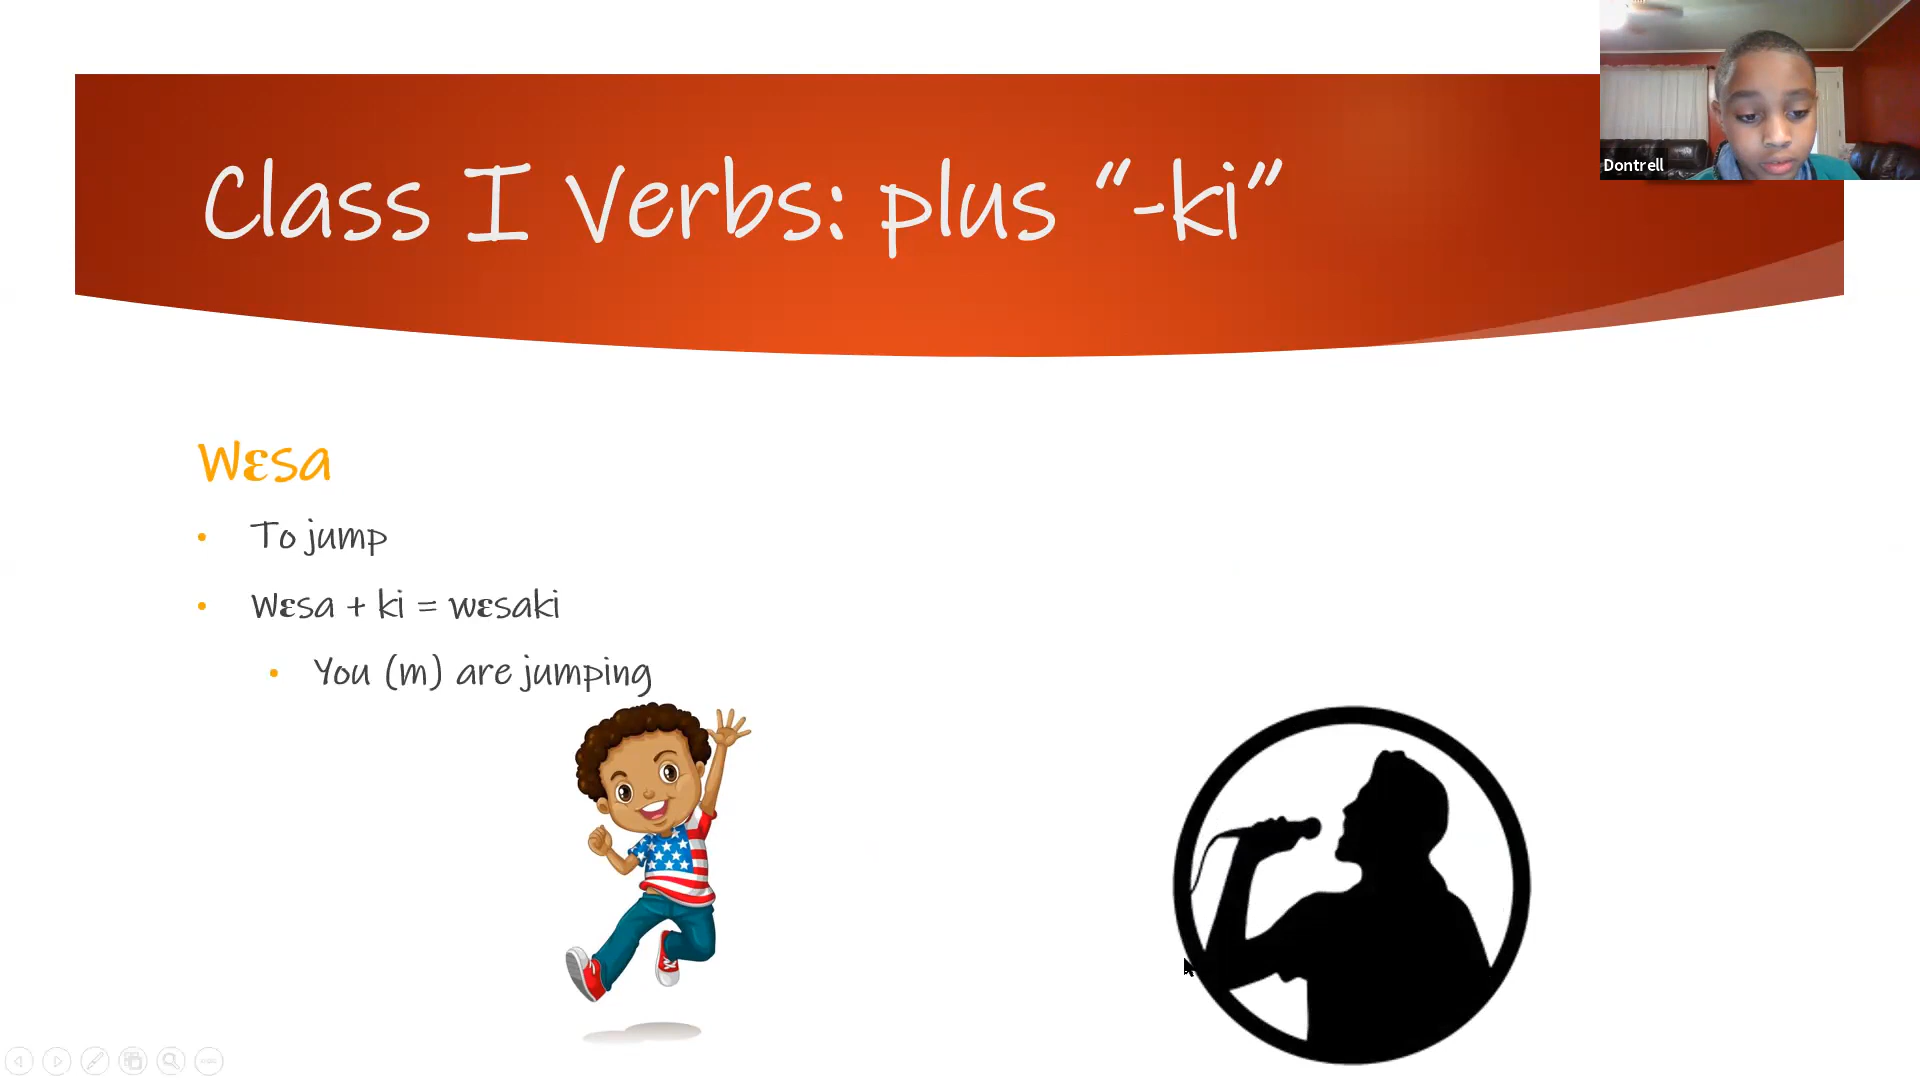 Class I Verbs: plus “-ki”
Dontrell
Wɛsa
• To jump
• Wɛsa + ki = wɛsaki
• You (m) are jumping